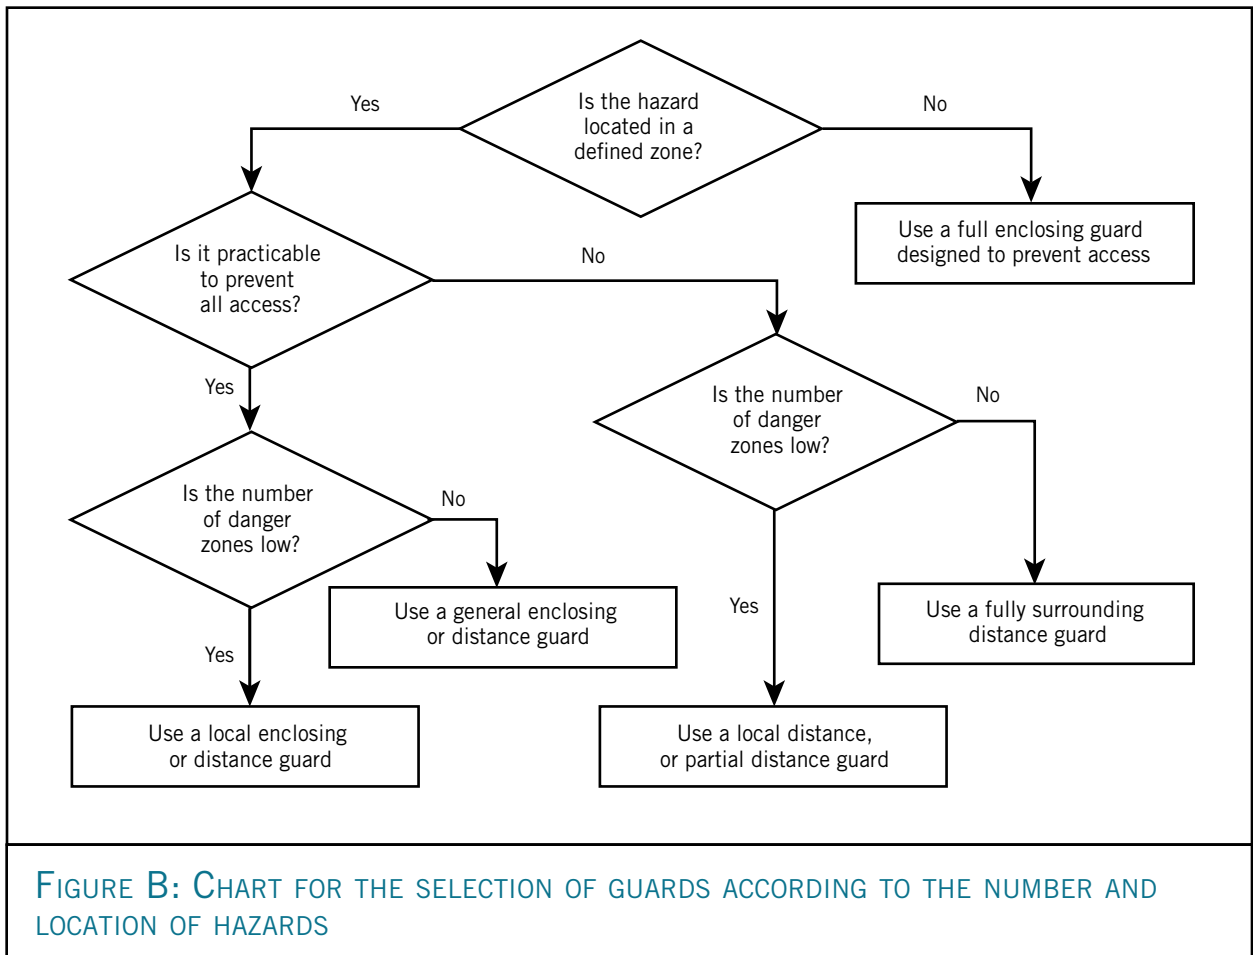 Yes
Is the hazard
located in a
defined zone?
No
Is it practicable
to prevent
all access?
No
Use a full enclosing guard
designed to prevent access
Yes
Is the number
of danger
zones low?
No
Is the number
of danger
zones low?
No
Use a general enclosing
or distance guard
Yes
Use a fully surrounding
distance guard
Yes
Use a local enclosing
or distance guard
Use a local distance,
or partial distance guard
FIGURE B: CHART FOR THE SELECTION OF GUARDS ACCORDING TO THE NUMBER AND
LOCATION OF HAZARDS